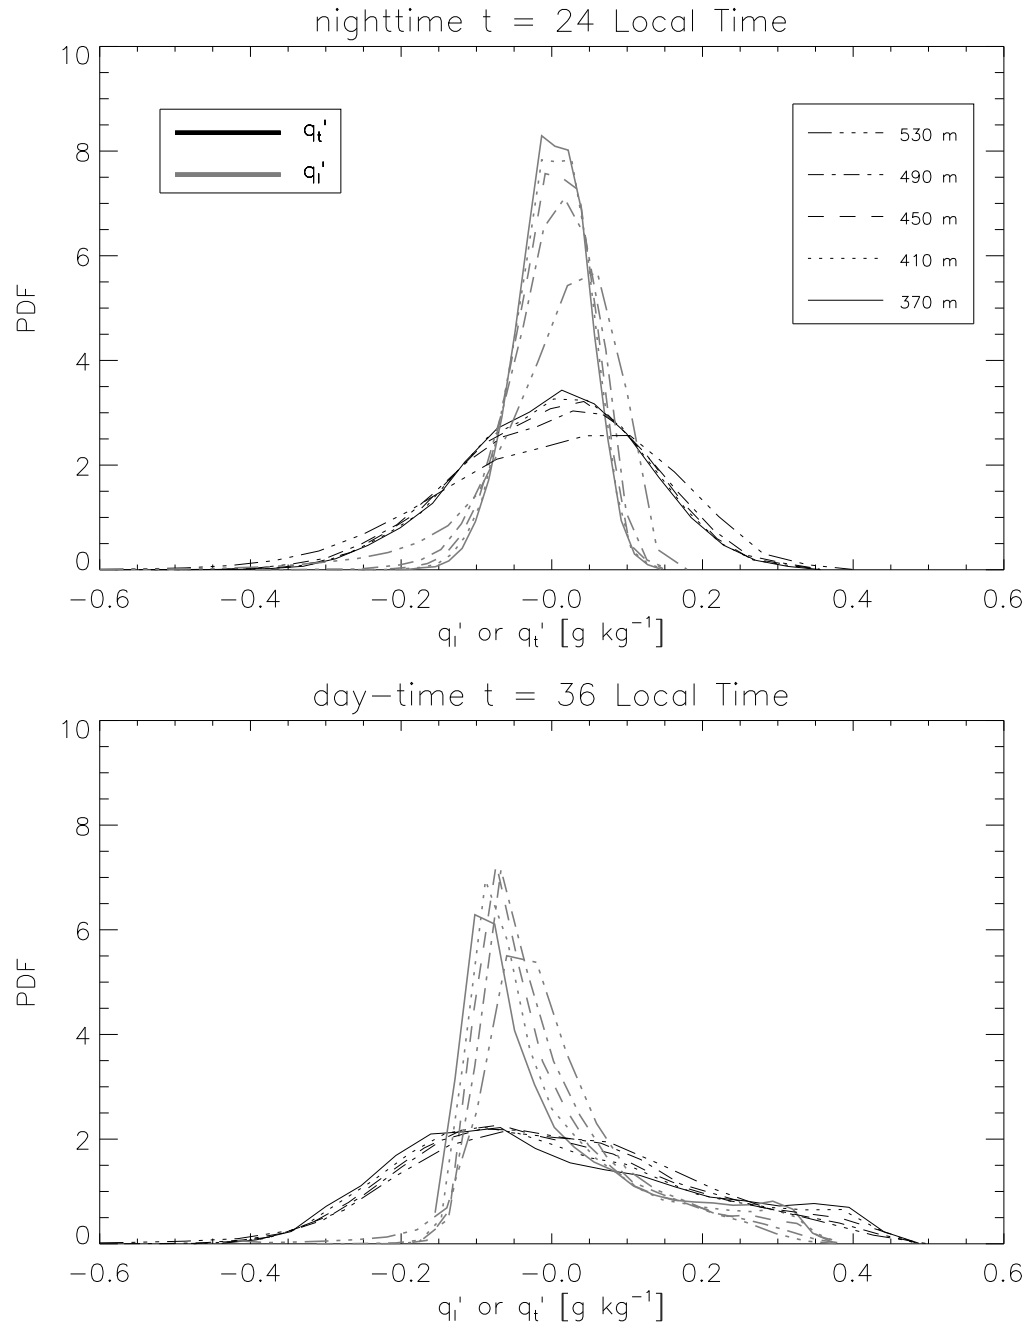 nighttime t = 24 Local Time
10
8
6
4
2
0
PDF
q_t'
q_l'
530 m
490 m
450 m
410 m
370 m
−0.6 −0.4 −0.2 −0.0 0.2 0.4 0.6
q_l' or q_t' [g kg⁻¹]
day−time t = 36 Local Time
10
8
6
4
2
0
PDF
−0.6 −0.4 −0.2 −0.0 0.2 0.4 0.6
q_l' or q_t' [g kg⁻¹]